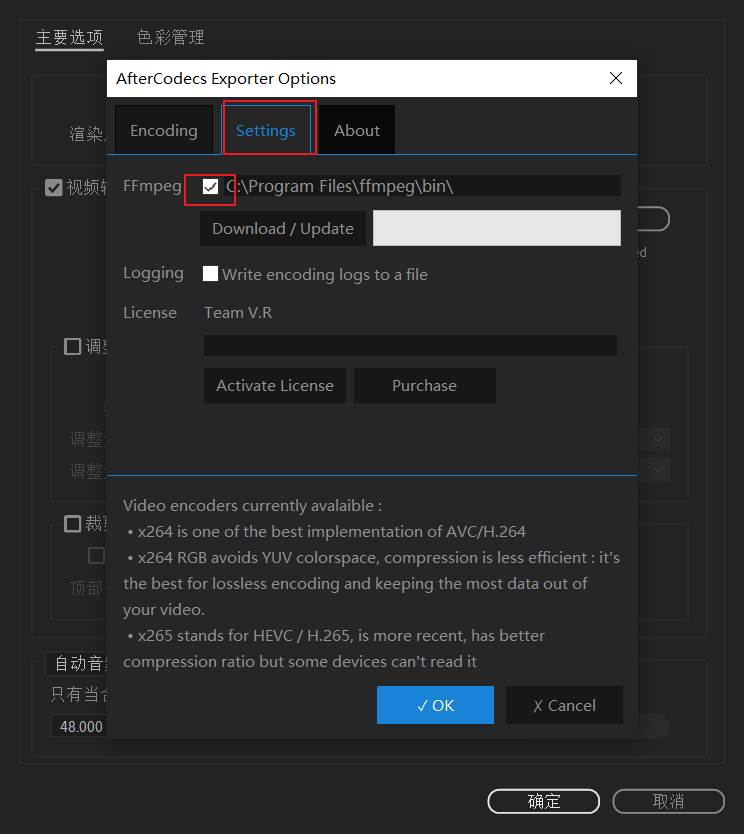 主要选项 色彩管理
AfterCodecs Exporter Options
Encoding Settings About
渲染
FFmpeg C:\Program Files\ffmpeg\bin\
视频
Download / Update
ed
Logging Write encoding logs to a file
License Team V.R
调整
Activate License Purchase
调整
调整
Video encoders currently avalaible :
• x264 is one of the best implementation of AVC/H.264
裁剪
• x264 RGB avoids YUV colorspace, compression is less efficient : it's
the best for lossless encoding and keeping the most data out of
顶部
your video.
• x265 stands for HEVC / H.265, is more recent, has better
compression ratio but some devices can't read it
自动音
只有当
✓ OK ✗ Cancel
48.000
确定 取消